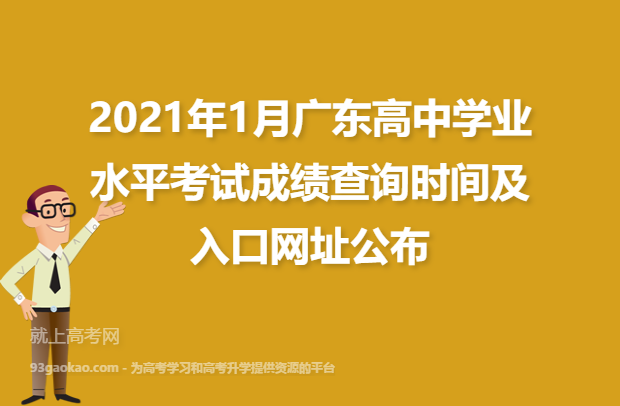 2021年1月广东高中学业
水平考试成绩查询时间及
入口网址公布
就上高考网
93gaokao.com - 为高考学习和高考升学提供资源的平台